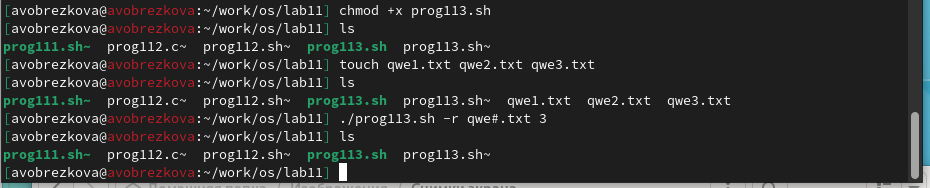 [avobrezkova@avobrezkova:~/work/os/lab11] chmod +x prog113.sh
[avobrezkova@avobrezkova:~/work/os/lab11] ls
prog111.sh~  prog112.c~  prog112.sh~  prog113.sh  prog113.sh~
[avobrezkova@avobrezkova:~/work/os/lab11] touch qwe1.txt qwe2.txt qwe3.txt
[avobrezkova@avobrezkova:~/work/os/lab11] ls
prog111.sh~  prog112.c~  prog112.sh~  prog113.sh  prog113.sh~  qwe1.txt  qwe2.txt  qwe3.txt
[avobrezkova@avobrezkova:~/work/os/lab11] ./prog113.sh -r qwe#.txt 3
[avobrezkova@avobrezkova:~/work/os/lab11] ls
prog111.sh~  prog112.c~  prog112.sh~  prog113.sh  prog113.sh~
[avobrezkova@avobrezkova:~/work/os/lab11]